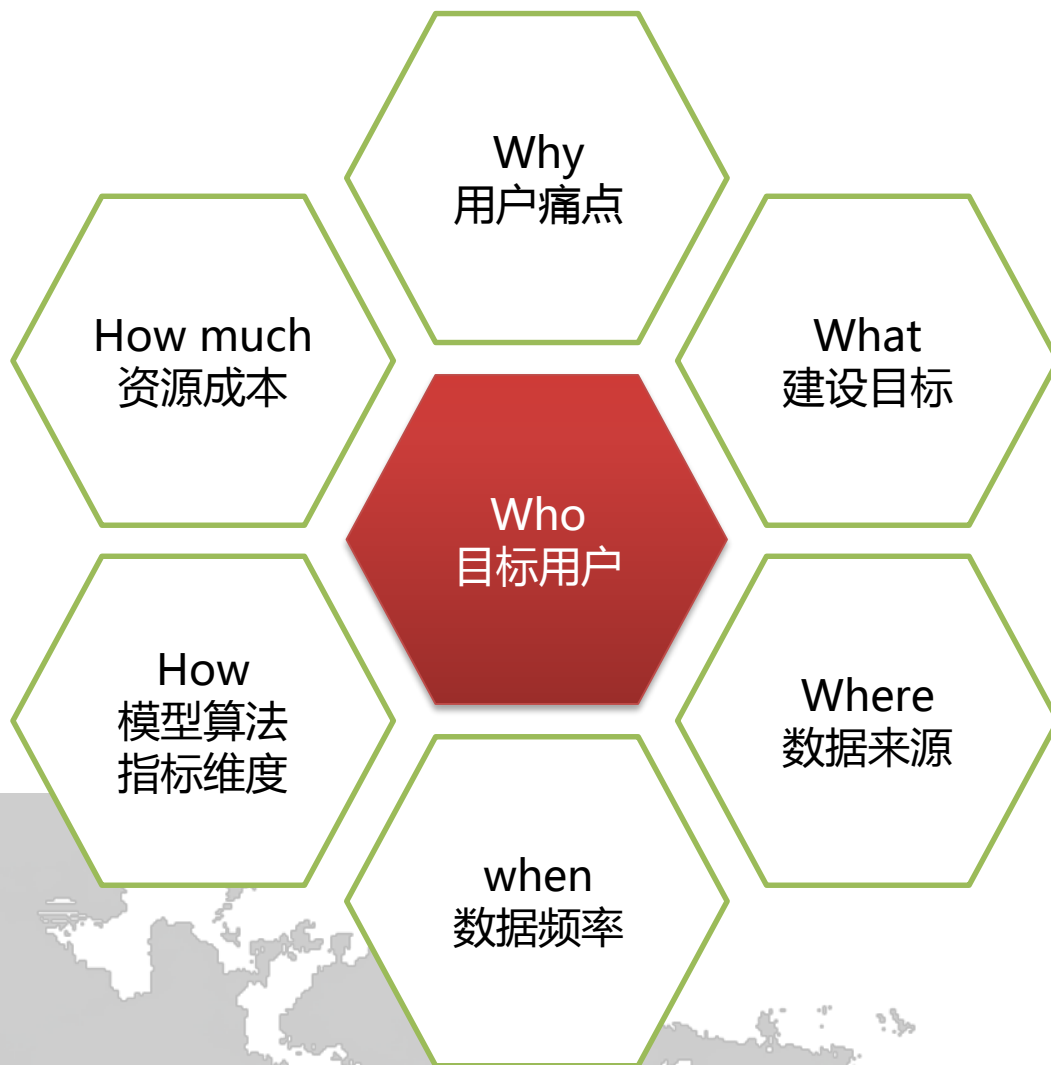 Why
用户痛点
How much
资源成本
What
建设目标
Who
目标用户
How
模型算法
指标维度
Where
数据来源
when
数据频率